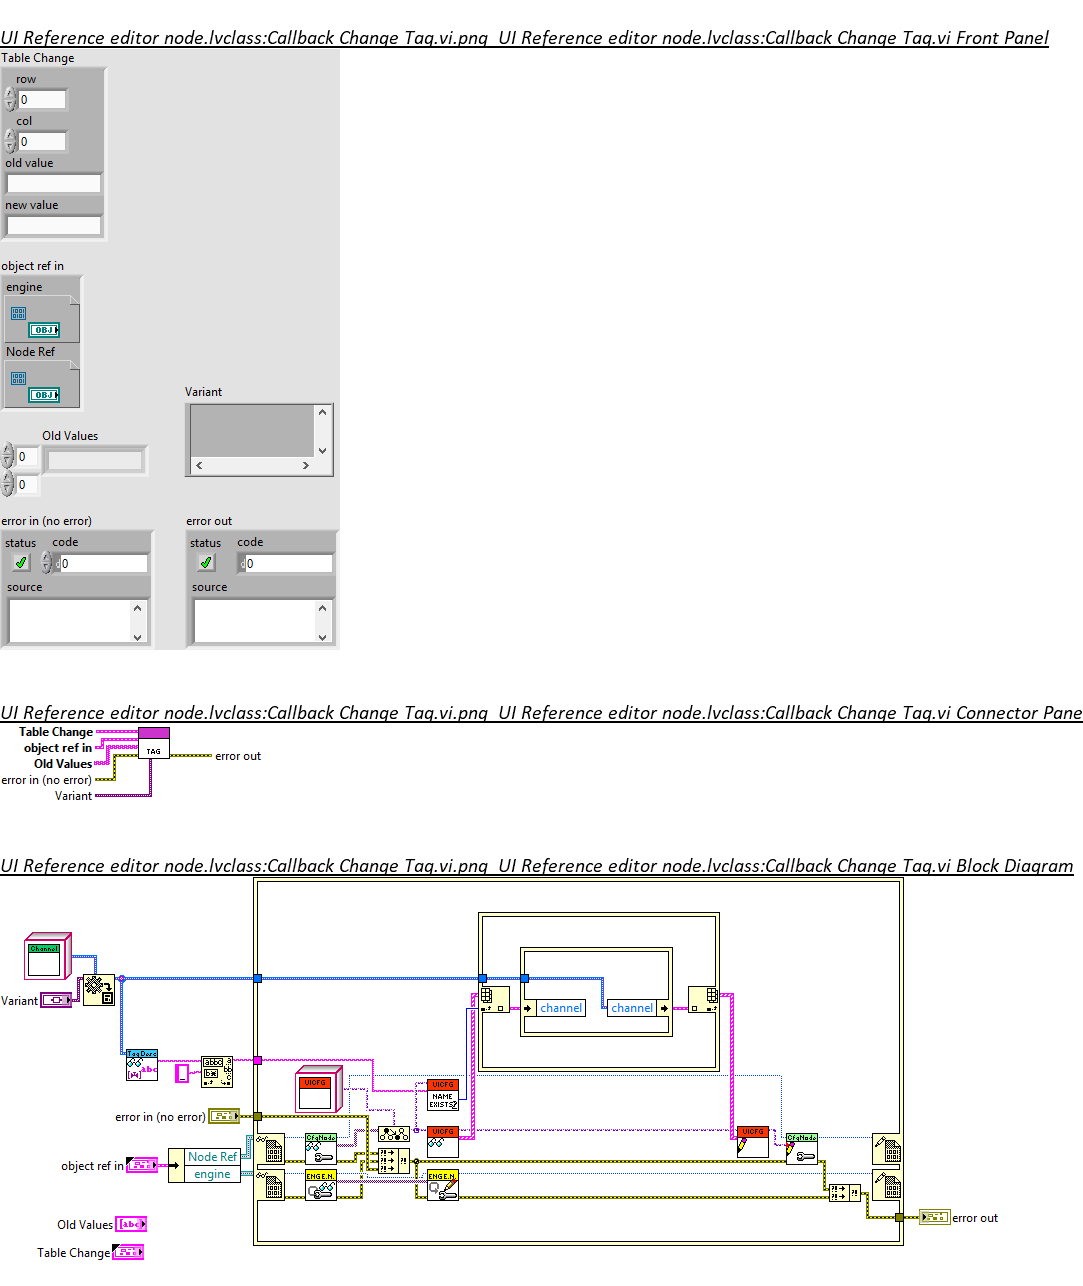 UI Reference editor node.lvclass:Callback Change Tag.vi.png UI Reference editor node.lvclass:Callback Change Tag.vi Front Panel
Table Change
row
0
col
0
old value
new value
object ref in
engine
OBJ
Node Ref
OBJ
Variant
Old Values
0
0
error in (no error)
status code
0
source
error out
status code
0
source
UI Reference editor node.lvclass:Callback Change Tag.vi.png UI Reference editor node.lvclass:Callback Change Tag.vi Connector Pane
Table Change
object ref in
Old Values
error in (no error)
Variant
TAG
error out
UI Reference editor node.lvclass:Callback Change Tag.vi.png UI Reference editor node.lvclass:Callback Change Tag.vi Block Diagram
Channel
Variant
channel
channel
TagDesc
abc
UICFG
UICFG
NAME
EXISTS?
error in (no error)
UICFG
UICFG
CfgNode
CfgNode
object ref in
Node Ref
engine
ENGE.N.
ENGE.N.
Old Values
abc
error out
Table Change